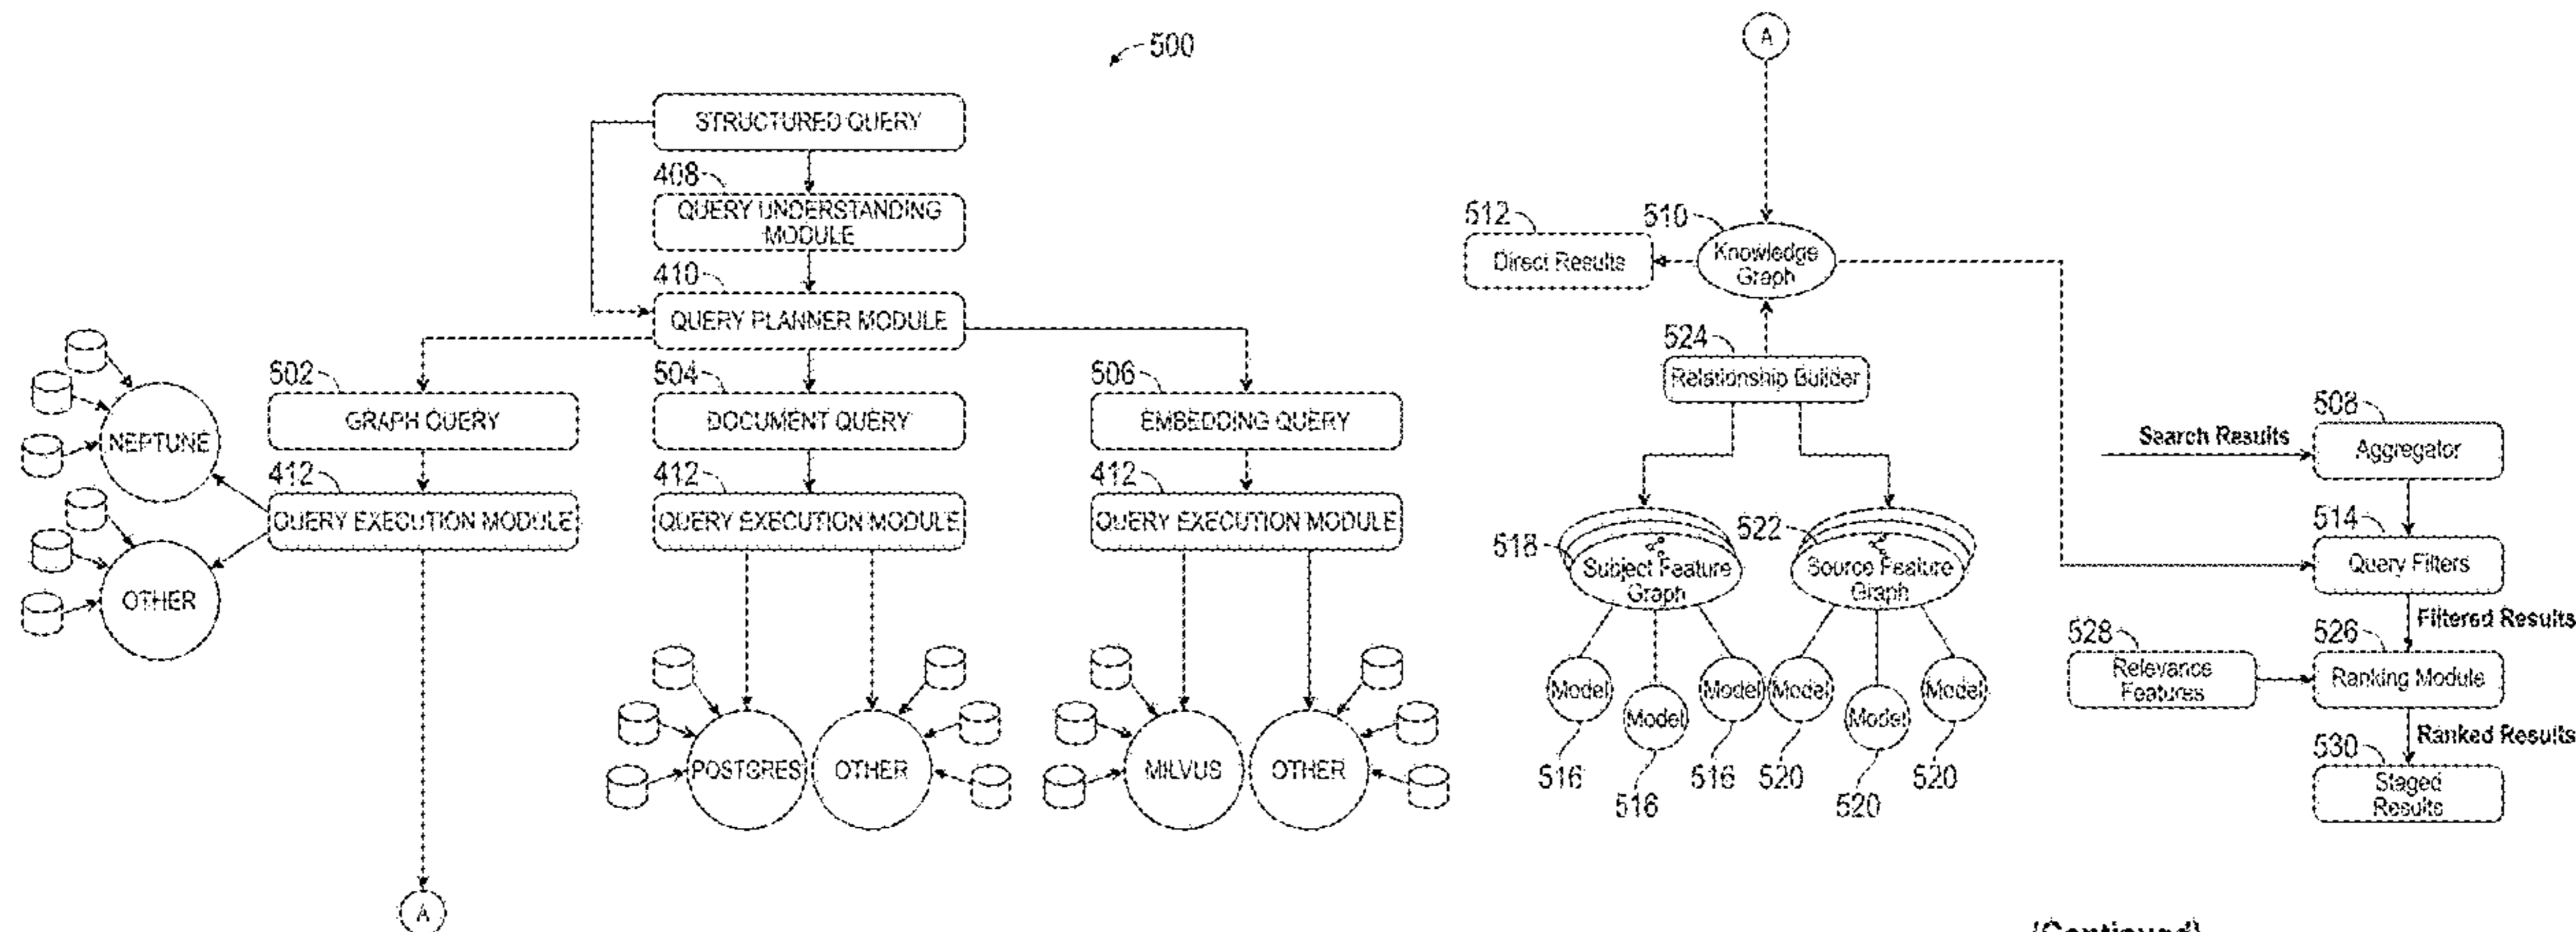 500
STRUCTURED QUERY
408
QUERY UNDERSTANDING
MODULE
410
QUERY PLANNER MODULE
502
GRAPH QUERY
504
DOCUMENT QUERY
506
EMBEDDING QUERY
412
QUERY EXECUTION MODULE
412
QUERY EXECUTION MODULE
412
QUERY EXECUTION MODULE
NEPTUNE
OTHER
POSTGRES
OTHER
MILVUS
OTHER
A
A
512
Direct Results
510
Knowledge
Graph
524
Relationship Builder
518
Subject Feature
Graph
522
Source Feature
Graph
Model
Model
Model
Model
Model
Model
516
516
516
520
520
520
Search Results
508
Aggregator
514
Query Filters
Filtered Results
528
Relevance
Features
526
Ranking Module
Ranked Results
530
Staged
Results
(Continued)